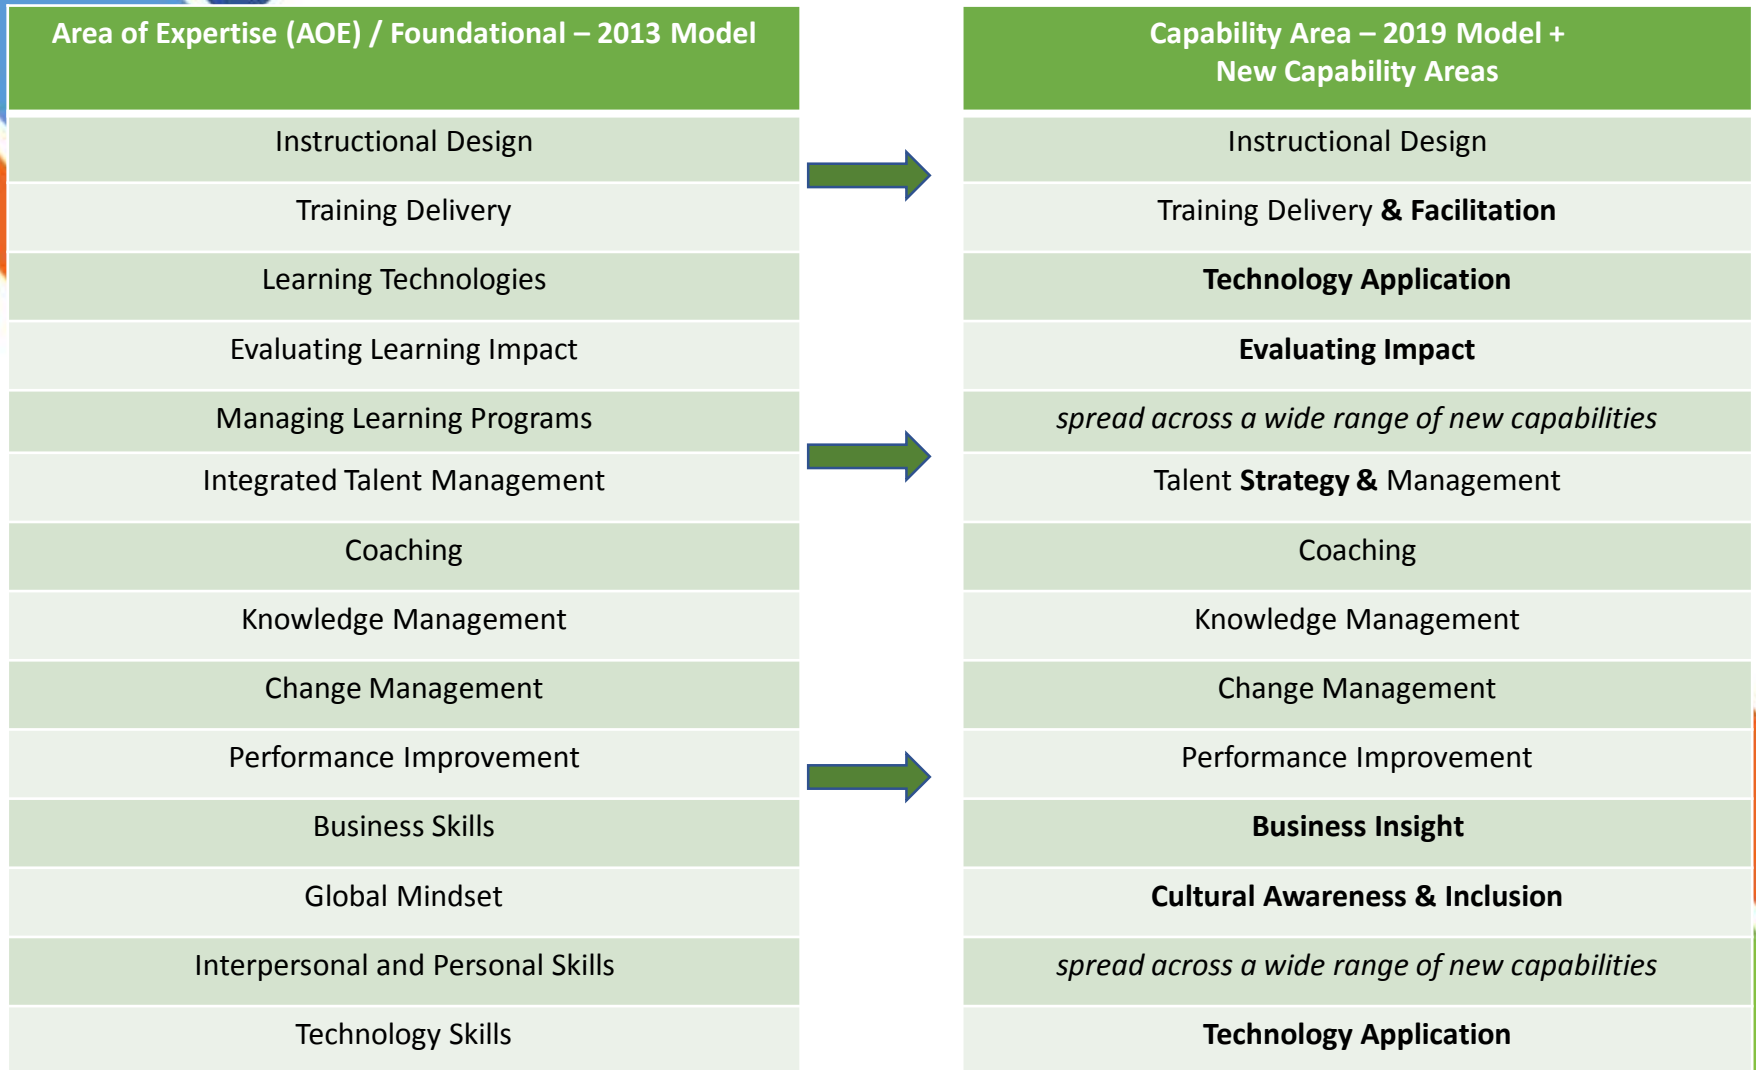 Area of Expertise (AOE) / Foundational – 2013 Model
Capability Area – 2019 Model +
New Capability Areas
Instructional Design
Instructional Design
Training Delivery
Training Delivery & Facilitation
Learning Technologies
Technology Application
Evaluating Learning Impact
Evaluating Impact
Managing Learning Programs
spread across a wide range of new capabilities
Integrated Talent Management
Talent Strategy & Management
Coaching
Coaching
Knowledge Management
Knowledge Management
Change Management
Change Management
Performance Improvement
Performance Improvement
Business Skills
Business Insight
Global Mindset
Cultural Awareness & Inclusion
Interpersonal and Personal Skills
spread across a wide range of new capabilities
Technology Skills
Technology Application